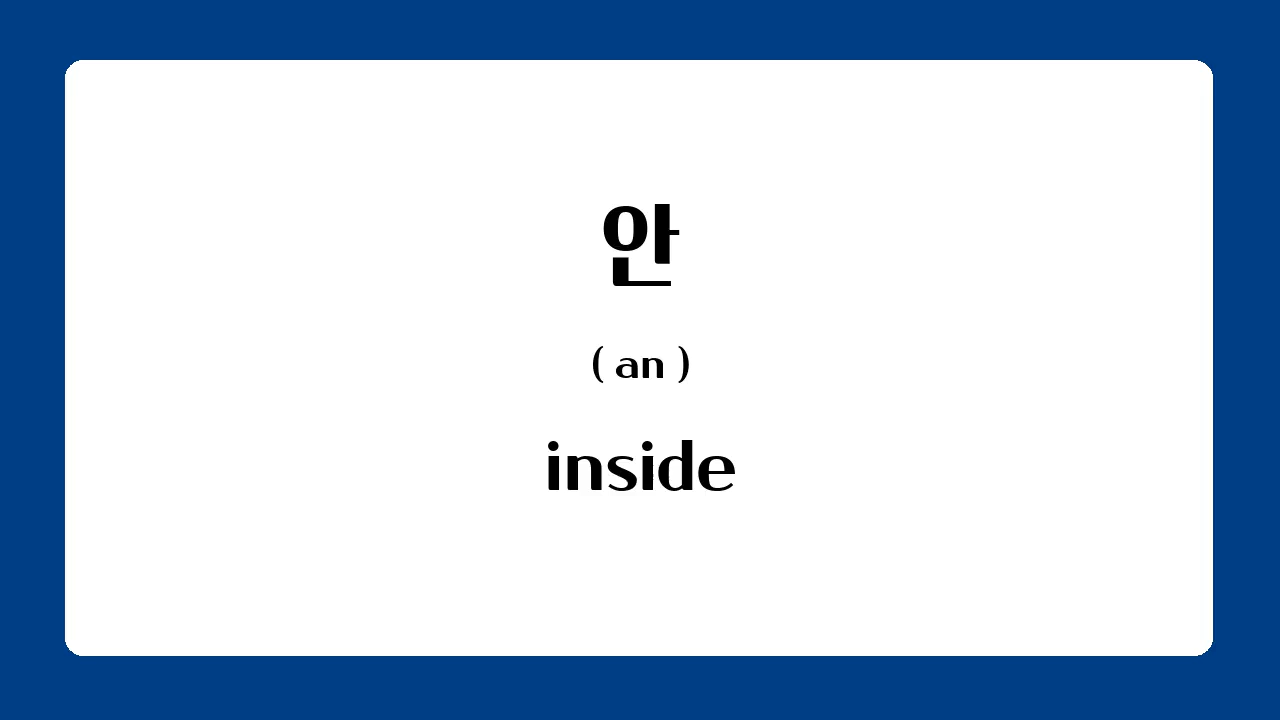 안
( an )
inside